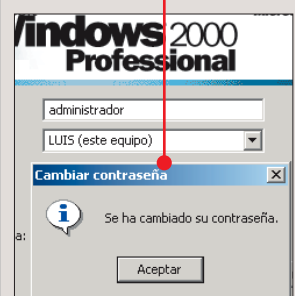 Windows 2000
Professional
administrador
LUIS (este equipo)
Cambiar contraseña
Se ha cambiado su contraseña.
a:
Aceptar